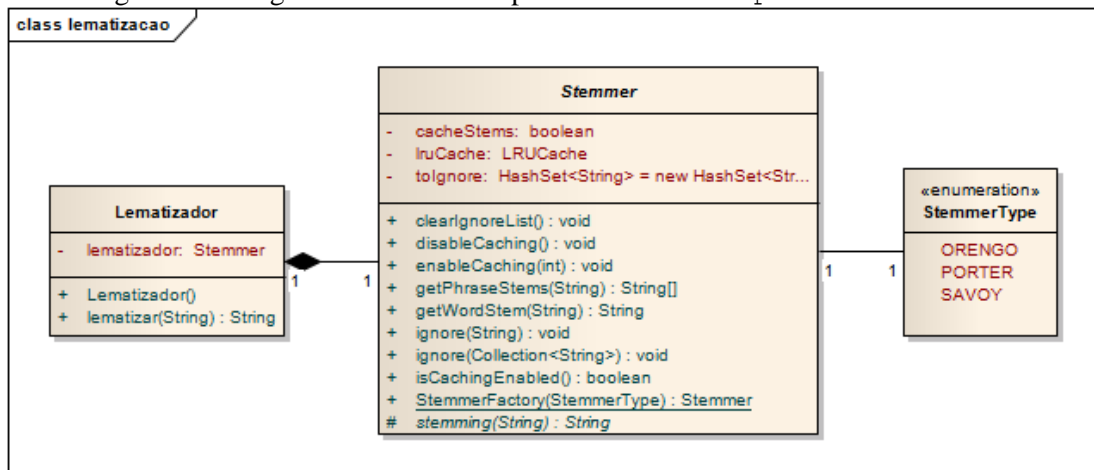 class lematizacao
Stemmer
- cacheStems: boolean
- lruCache: LRUCache
- toIgnore: HashSet<String> = new HashSet<Str...
+ clearIgnoreList() : void
+ disableCaching() : void
+ enableCaching(int) : void
+ getPhraseStems(String) : String[]
+ getWordStem(String) : String
+ ignore(String) : void
+ ignore(Collection<String>) : void
+ isCachingEnabled() : boolean
+ StemmerFactory(StemmerType) : Stemmer
# stemming(String) : String
Lematizador
- lematizador: Stemmer
+ Lematizador()
+ lematizar(String) : String
1
1
1
1
«enumeration»
StemmerType
ORENGO
PORTER
SAVOY